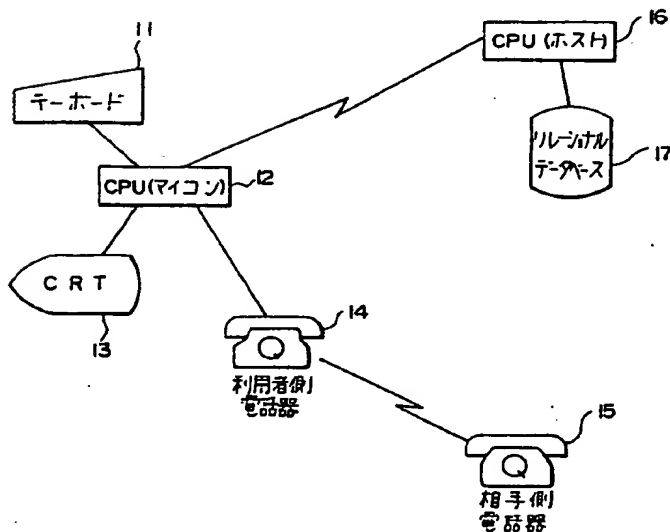 11
テーボード
CPU(マイコン)
12
CRT
13
14
利用者側
電話器
15
相手側
電話器
CPU(ホスト)
16
リレーショナル
データベース
17